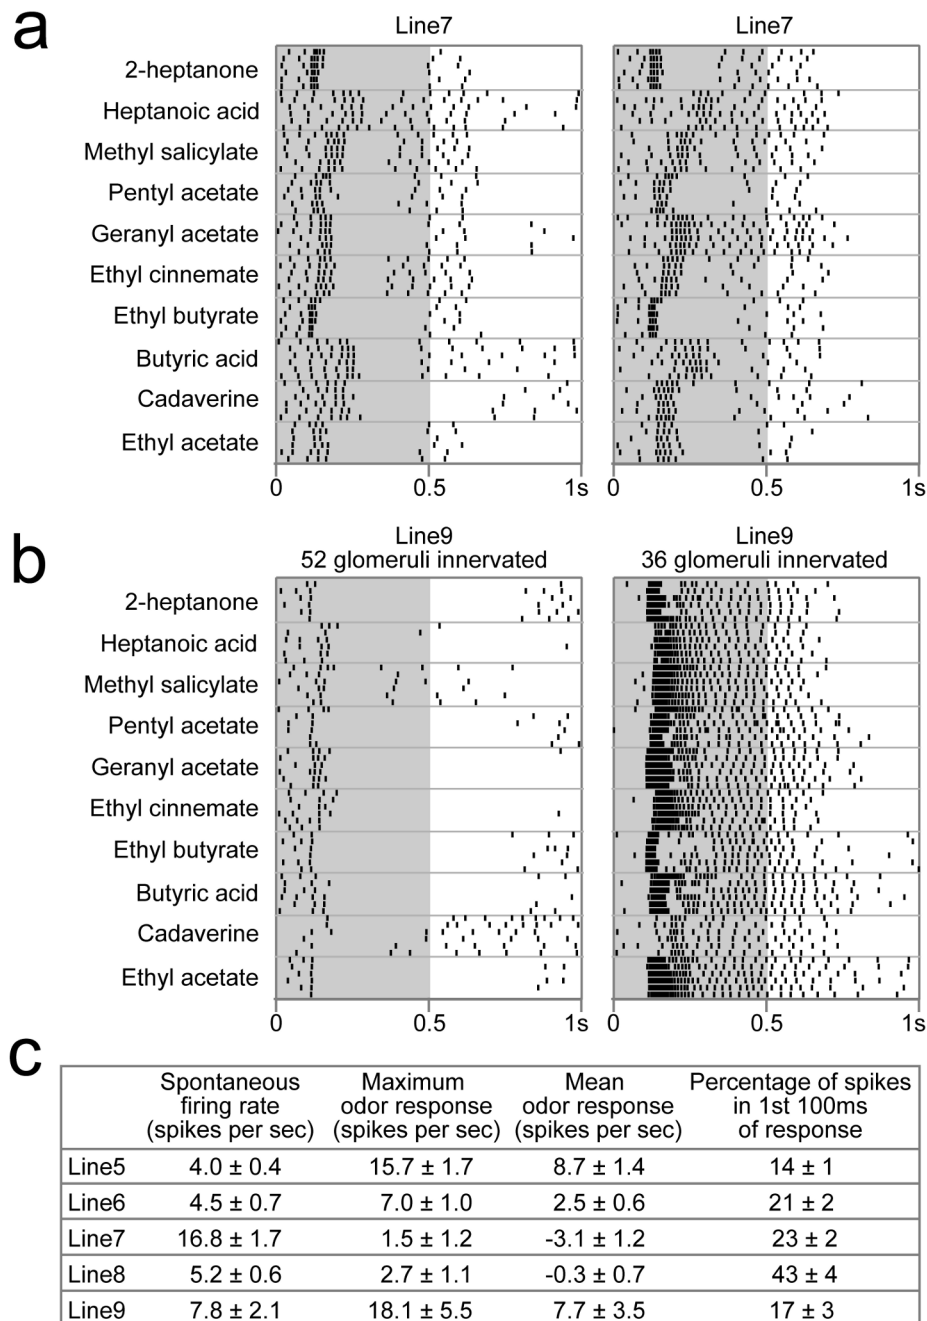 a
Line7
Line7
2-heptanone
Heptanoic acid
Methyl salicylate
Pentyl acetate
Geranyl acetate
Ethyl cinnemate
Ethyl butyrate
Butyric acid
Cadaverine
Ethyl acetate
0 0.5 1s
0 0.5 1s
b
Line9
52 glomeruli innervated
Line9
36 glomeruli innervated
2-heptanone
Heptanoic acid
Methyl salicylate
Pentyl acetate
Geranyl acetate
Ethyl cinnemate
Ethyl butyrate
Butyric acid
Cadaverine
Ethyl acetate
0 0.5 1s
0 0.5 1s
c
Spontaneous firing rate (spikes per sec) Maximum odor response (spikes per sec) Mean odor response (spikes per sec) Percentage of spikes in 1st 100ms of response
Line5 4.0 ± 0.4 15.7 ± 1.7 8.7 ± 1.4 14 ± 1
Line6 4.5 ± 0.7 7.0 ± 1.0 2.5 ± 0.6 21 ± 2
Line7 16.8 ± 1.7 1.5 ± 1.2 -3.1 ± 1.2 23 ± 2
Line8 5.2 ± 0.6 2.7 ± 1.1 -0.3 ± 0.7 43 ± 4
Line9 7.8 ± 2.1 18.1 ± 5.5 7.7 ± 3.5 17 ± 3